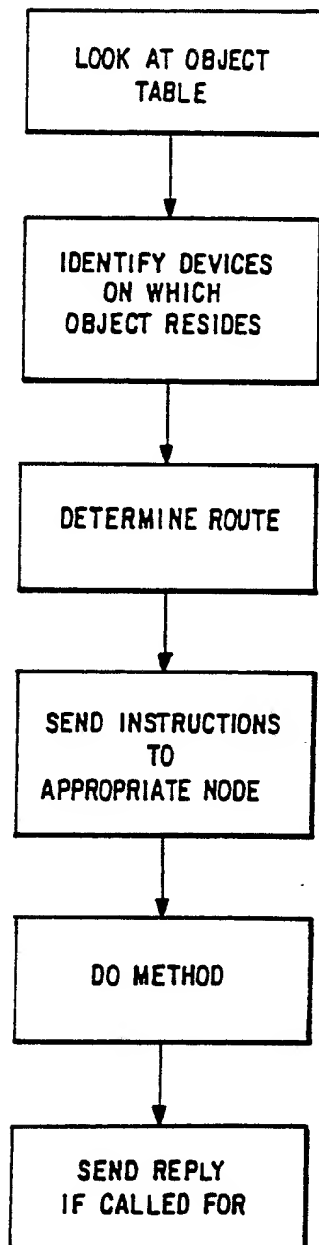 LOOK AT OBJECT
TABLE
IDENTIFY DEVICES
ON WHICH
OBJECT RESIDES
DETERMINE ROUTE
SEND INSTRUCTIONS
TO
APPROPRIATE NODE
DO METHOD
SEND REPLY
IF CALLED FOR